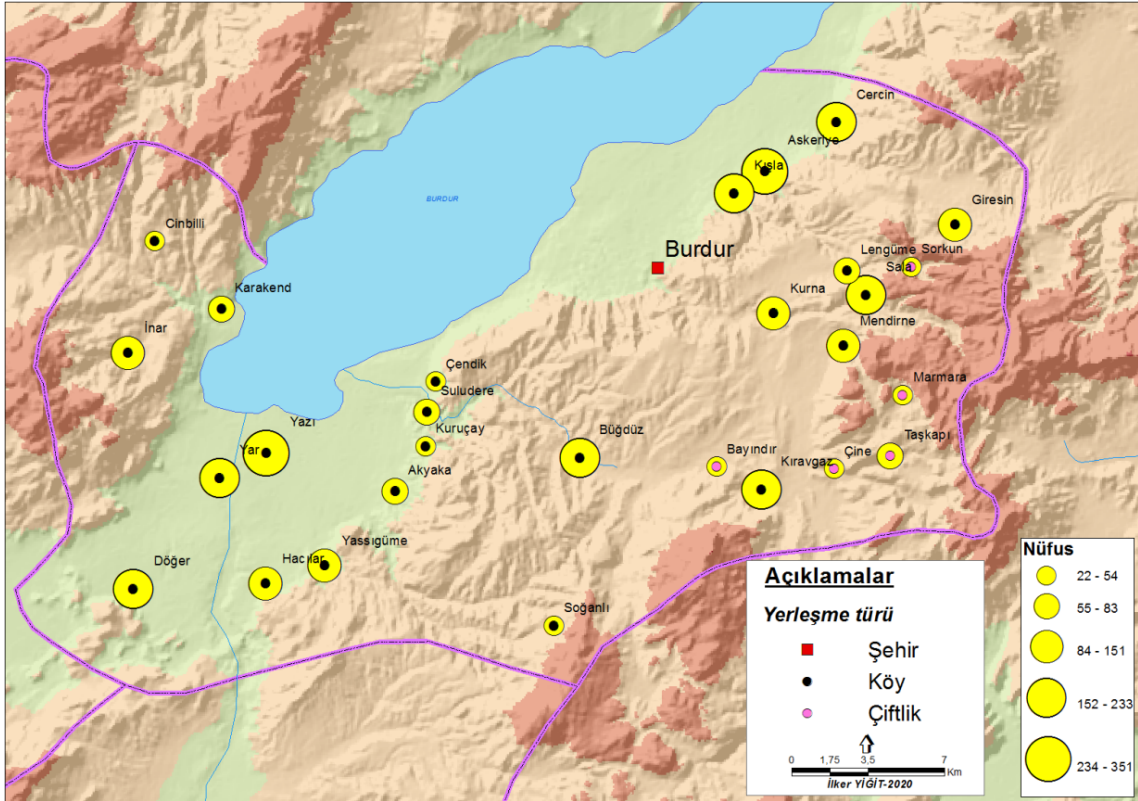 Cercin
Askeriye
Kısla
Giresin
Cinbilli
BURDUR
Burdur
Lengüme
Sorkun
Sala
Karakend
Kurna
İnar
Mendirne
Çendik
Suludere
Marmara
Yazı
Kuruçay
Yar
Büğdüz
Taşkapı
Bayındır
Çine
Akyaka
Kıravgaz
Yassıgüme
Hacılar
Döğer
Soğanlı
Nüfus
22 - 54
55 - 83
84 - 151
152 - 233
234 - 351
Açıklamalar
Yerleşme türü
Şehir
Köy
Çiftlik
0 1,75 3,5 7
Km
İlker YİĞİT-2020